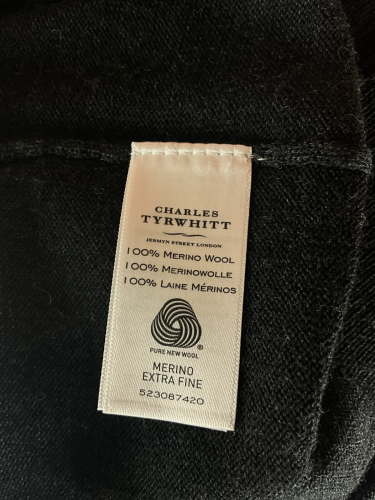 CHARLES
TYRWHITT
JERMYN STREET LONDON
100% MERINO WOOL
100% MERINOWOLLE
100% LAINE MÉRINOS
®
PURE NEW WOOL
MERINO
EXTRA FINE
523087420